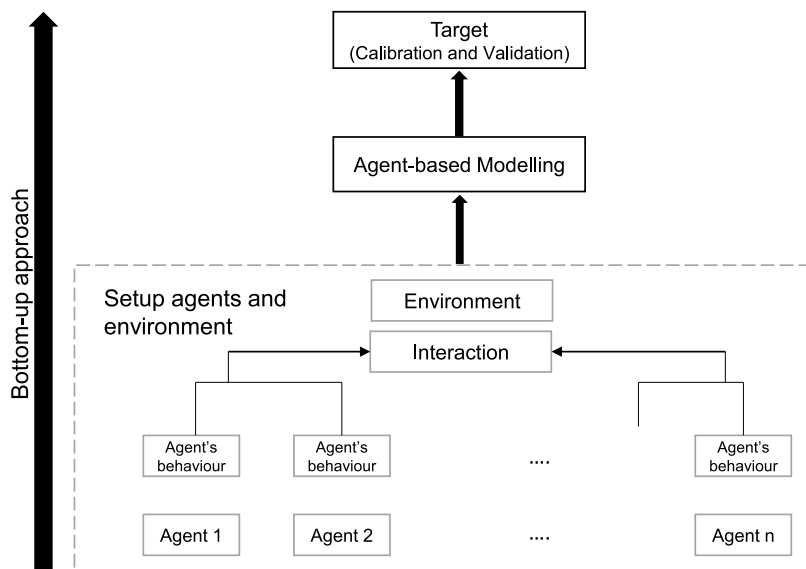 Target
(Calibration and Validation)
Agent-based Modelling
Bottom-up approach
Setup agents and
environment
Environment
Interaction
Agent's
behaviour
Agent's
behaviour
....
Agent's
behaviour
Agent 1
Agent 2
....
Agent n